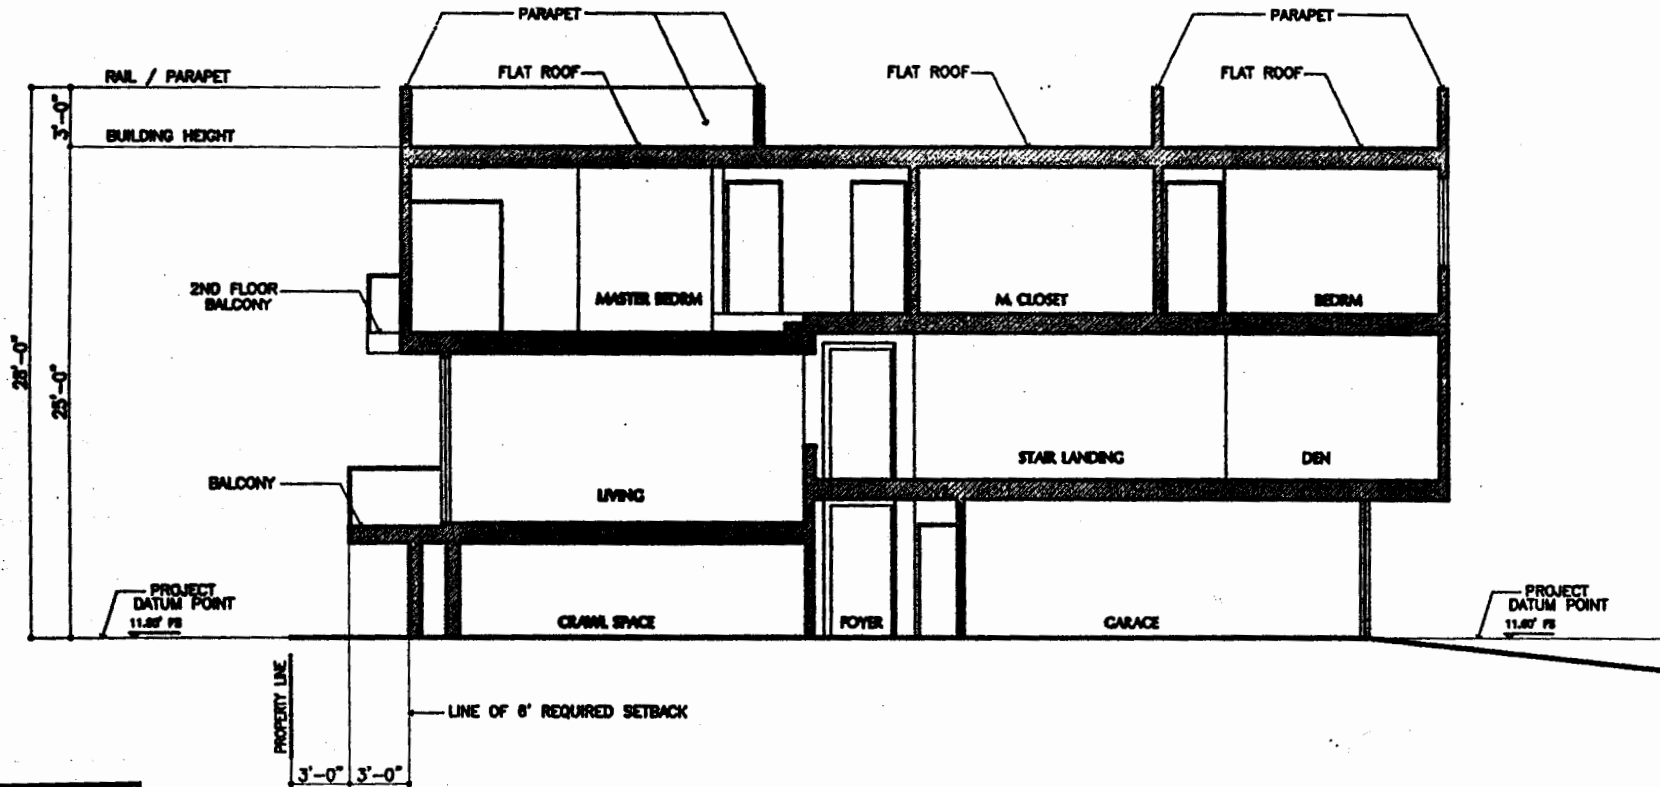 PARAPET
PARAPET
RAIL / PARAPET
FLAT ROOF
FLAT ROOF
FLAT ROOF
3'-0"
BUILDING HEIGHT
2ND FLOOR
BALCONY
MASTER BEDRM
M. CLOSET
BEDRM
28'-0"
25'-0"
STAIR LANDING
DEN
BALCONY
LIVING
PROJECT
DATUM POINT
PROJECT
DATUM POINT
CRAWL SPACE
FOYER
GARAGE
PROPERTY LINE
LINE OF 6' REQUIRED SETBACK
3'-0"
3'-0"